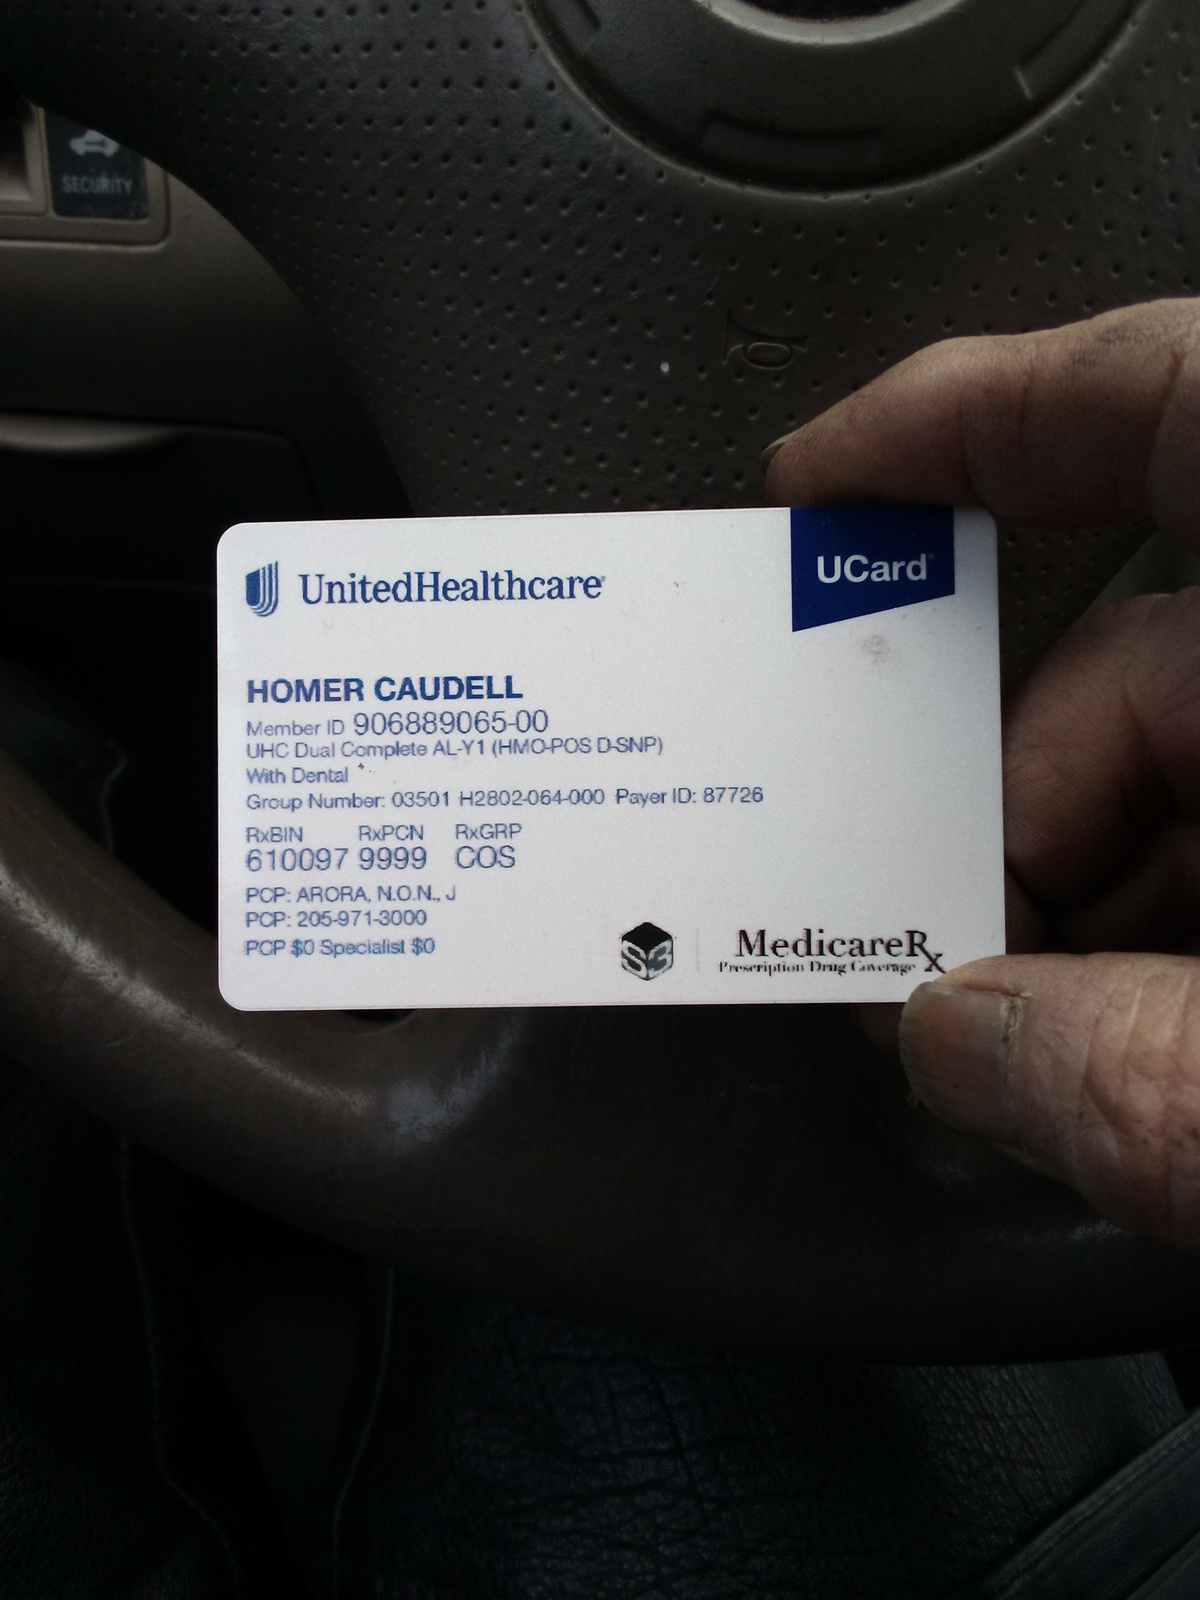 SECURITY
UnitedHealthcare®
UCard
HOMER CAUDELL
Member ID 906889065-00
UHC Dual Complete AL-Y1 (HMO-POS D-SNP)
With Dental
Group Number: 03501 H2802-064-000 Payer ID: 87726
RxBIN RxPCN RxGRP
610097 9999 COS
PCP: ARORA, N.O.N., J
PCP: 205-971-3000
PCP $0 Specialist $0
S3
MedicareRx
Prescription Drug Coverage